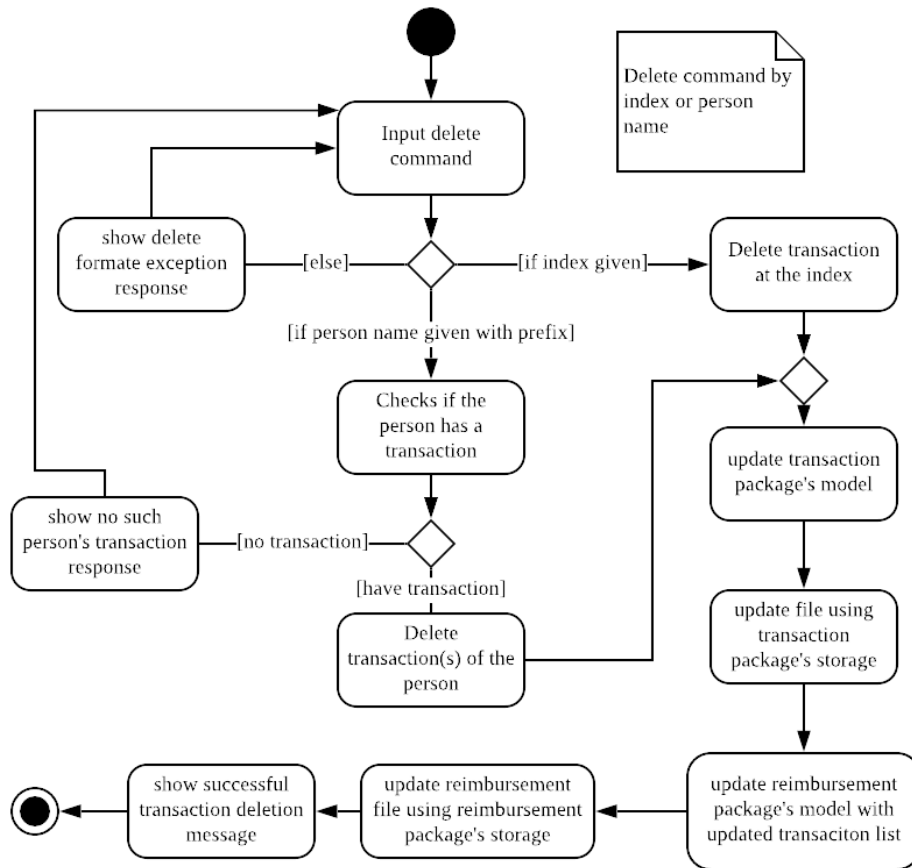 Delete command by
index or person
name
Input delete
command
show delete
formate exception
response
[else]
[if index given]
Delete transaction
at the index
[if person name given with prefix]
Checks if the
person has a
transaction
update transaction
package's model
show no such
person's transaction
response
[no transaction]
[have transaction]
Delete
transaction(s) of the
person
update file using
transaction
package's storage
show successful
transaction deletion
message
update reimbursement
file using reimbursement
package's storage
update reimbursement
package's model with
updated transaciton list